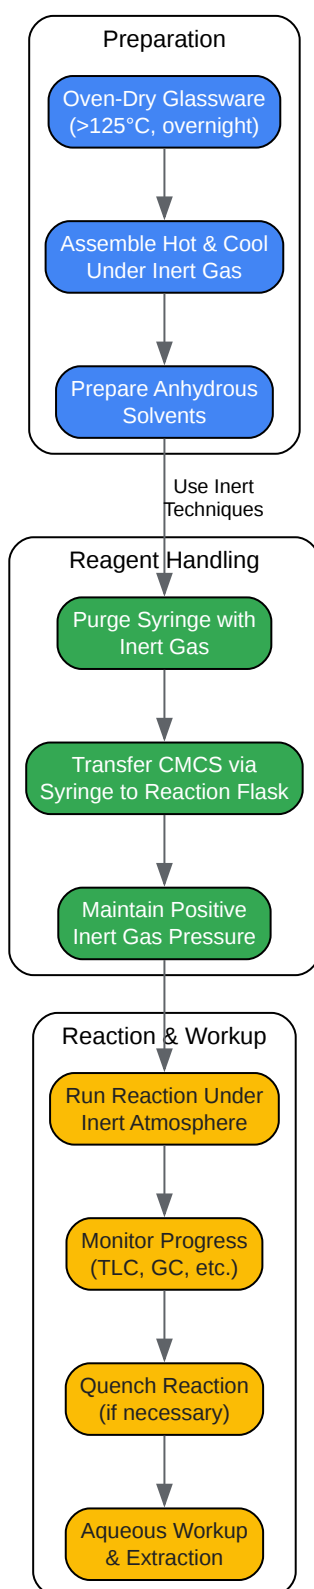 Preparation
Oven-Dry Glassware
(>125°C, overnight)
Assemble Hot & Cool
Under Inert Gas
Prepare Anhydrous
Solvents
Use Inert
Techniques
Reagent Handling
Purge Syringe with
Inert Gas
Transfer CMCS via
Syringe to Reaction Flask
Maintain Positive
Inert Gas Pressure
Reaction & Workup
Run Reaction Under
Inert Atmosphere
Monitor Progress
(TLC, GC, etc.)
Quench Reaction
(if necessary)
Aqueous Workup
& Extraction